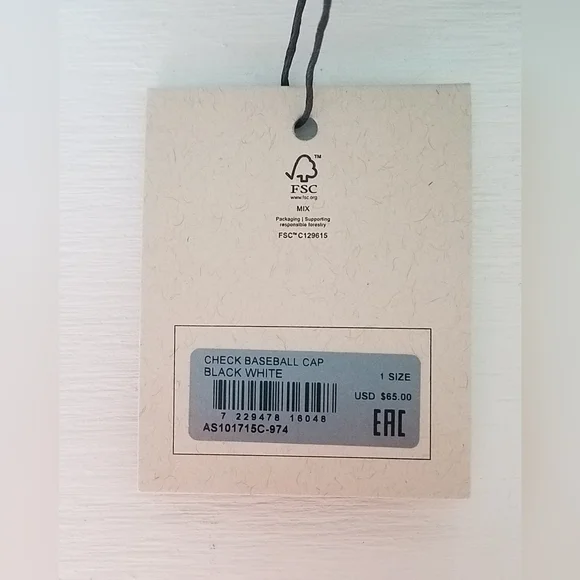 TM
FSC
www.fsc.org
MIX
Packaging | Supporting
responsible forestry
FSC™ C129615
CHECK BASEBALL CAP
BLACK WHITE
1 SIZE
USD $65.00
7 229478 16048
AS101715C-974
EAC